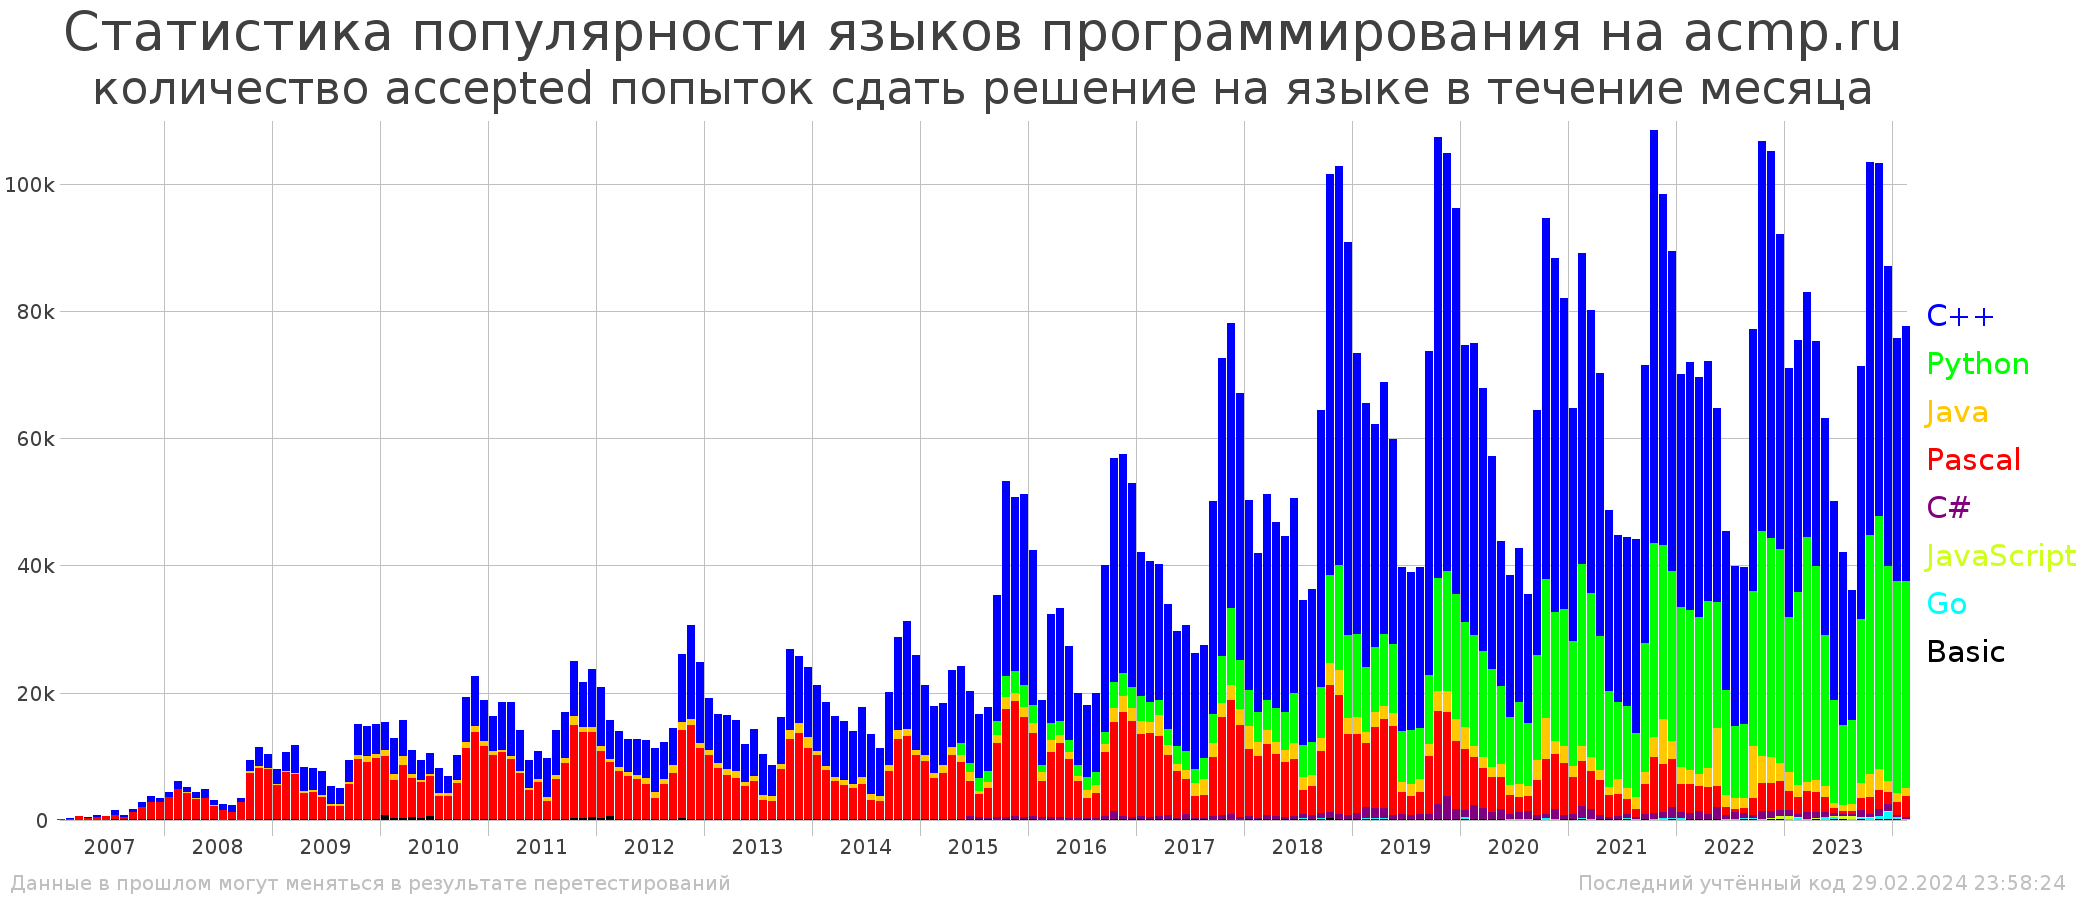 Статистика популярности языков программирования на acmp.ru
количество accepted попыток сдать решение на языке в течение месяца
100k
80k
60k
40k
20k
0
C++
Python
Java
Pascal
C#
JavaScript
Go
Basic
2007 2008 2009 2010 2011 2012 2013 2014 2015 2016 2017 2018 2019 2020 2021 2022 2023
Данные в прошлом могут меняться в результате перетестирований
Последний учтённый код 29.02.2024 23:58:24